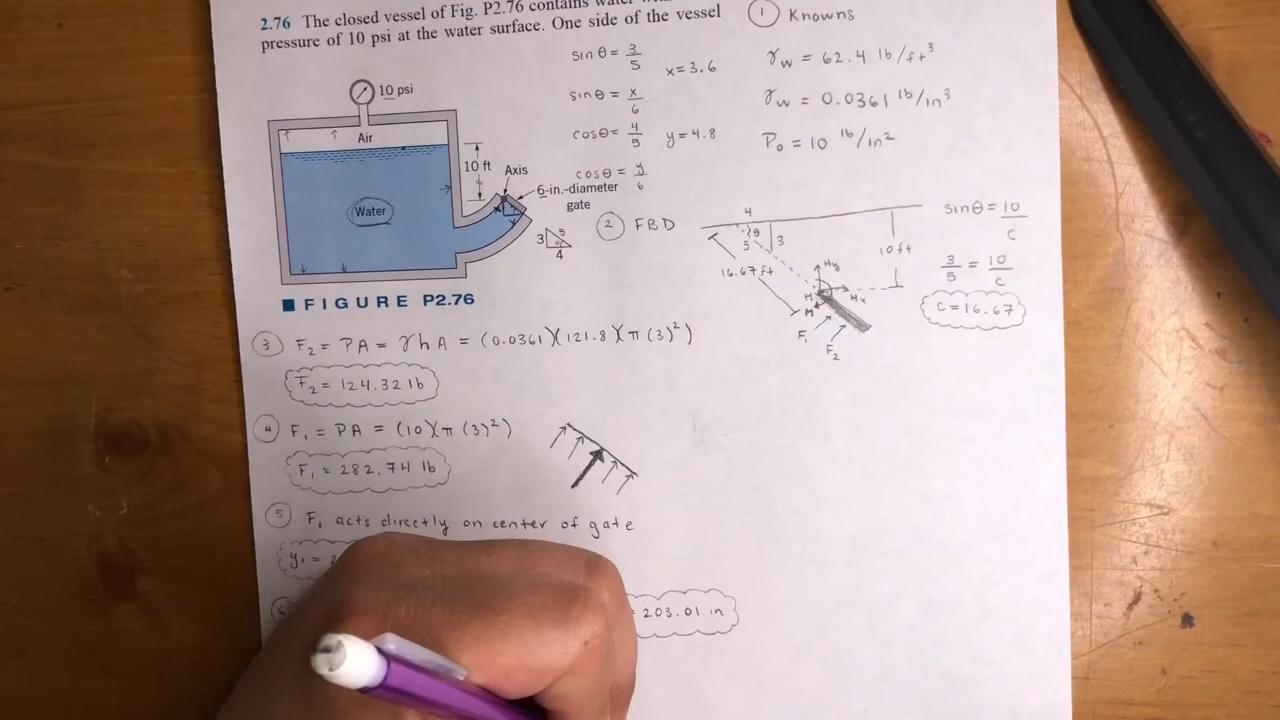 2.76 The closed vessel of Fig. P2.76 contains water
pressure of 10 psi at the water surface. One side of the vessel
10 psi
Air
10 ft
Axis
6-in.-diameter
gate
Water
3
5
4
FIGURE P2.76
sin θ = 3/5
x = 3.6
sin θ = x/6
cos θ = 4/5
y = 4.8
cos θ = y/6
① Knowns
γw = 62.4 lb/ft³
γw = 0.0361 lb/in³
P₀ = 10 lb/in²
② FBD
4
θ
5
3
10 ft
16.67 ft
Hy
Hx
H
M
F₁
F₂
sin θ = 10/c
3/5 = 10/c
c = 16.67
③ F₂ = PA = γhA = (0.0361)(121.8)(π(3)²)
F₂ = 124.32 lb
④ F₁ = PA = (10)(π(3)²)
F₁ = 282.74 lb
⑤ F₁ acts directly on center of gate
y₁ = 2
⑥
203.01 in